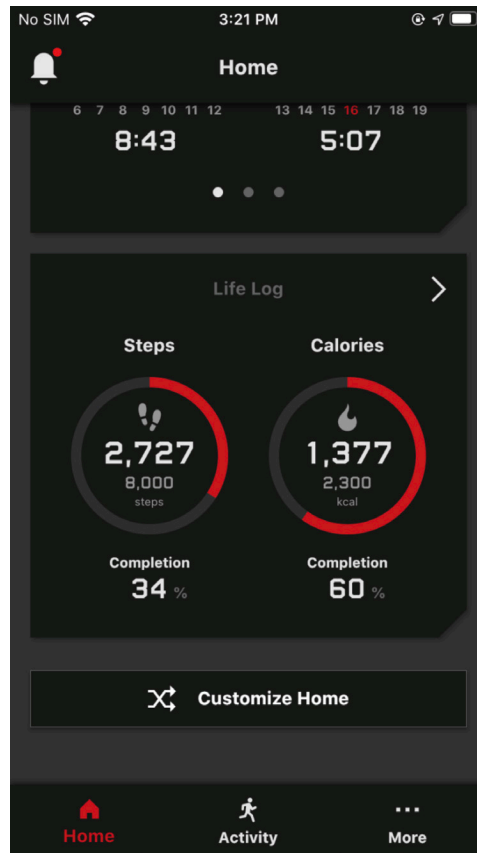 No SIM 3:21 PM
Home
6 7 8 9 10 11 12 13 14 15 16 17 18 19
8:43 5:07
Life Log
Steps Calories
2,727 1,377
8,000 2,300
steps kcal
Completion Completion
34 % 60 %
Customize Home
Home Activity More